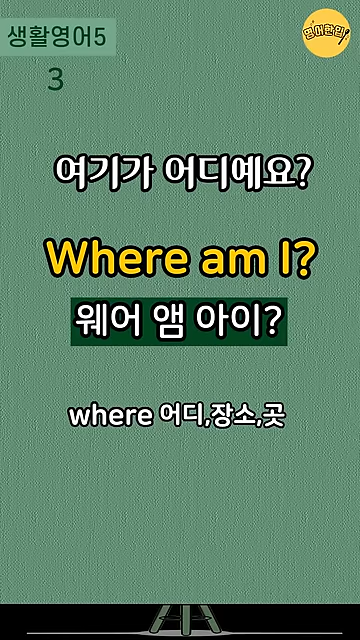 생활영어5
영어한입
3
여기가 어디예요?
Where am I?
웨어 앰 아이?
where 어디,장소,곳